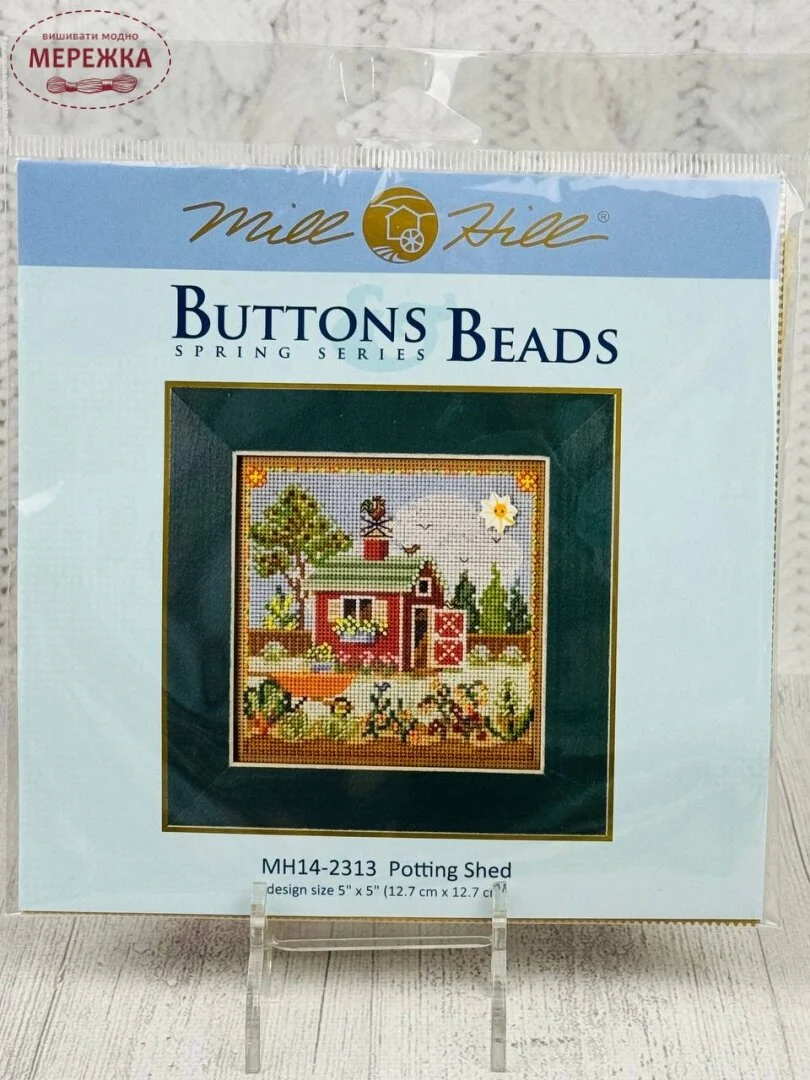 вишивати модно
МЕРЕЖКА
Mill Hill®
BUTTONS & BEADS
SPRING SERIES
MH14-2313 Potting Shed
design size 5" x 5" (12.7 cm x 12.7 cm)